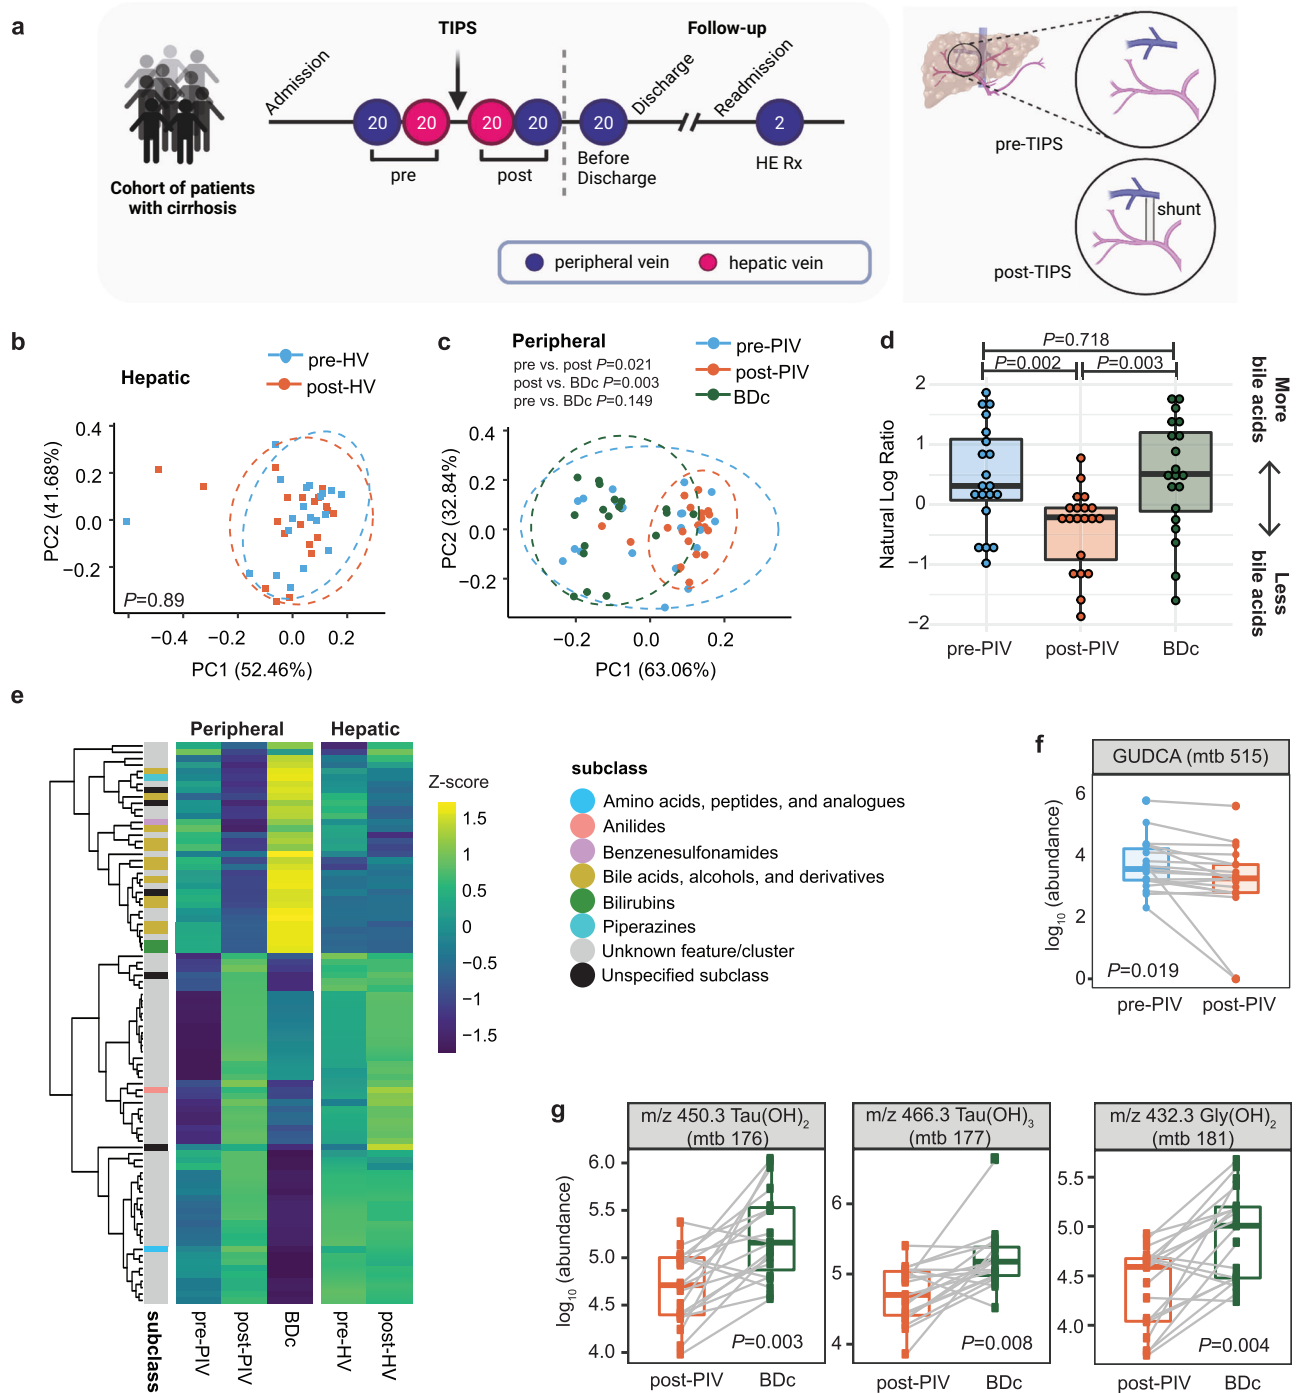 a
TIPS
Follow-up
Admission
Discharge
Readmission
20
20
20
20
20
2
pre
post
Before
Discharge
HE Rx
Cohort of patients
with cirrhosis
peripheral vein
hepatic vein
pre-TIPS
shunt
post-TIPS
b
Hepatic
pre-HV
post-HV
PC2 (41.68%)
0.4
0.2
0.0
−0.2
P=0.89
−0.4
−0.2
0.0
0.2
PC1 (52.46%)
c
Peripheral
pre vs. post P=0.021
post vs. BDc P=0.003
pre vs. BDc P=0.149
pre-PIV
post-PIV
BDc
PC2 (32.84%)
0.4
0.2
0.0
−0.2
−0.2
0.0
0.2
PC1 (63.06%)
d
P=0.718
P=0.002
P=0.003
Natural Log Ratio
2
1
0
−1
−2
pre-PIV
post-PIV
BDc
More
bile acids
Less
bile acids
e
Peripheral
Hepatic
Z-score
1.5
1
0.5
0
−0.5
−1
−1.5
subclass
pre-PIV
post-PIV
BDc
pre-HV
post-HV
subclass
Amino acids, peptides, and analogues
Anilides
Benzenesulfonamides
Bile acids, alcohols, and derivatives
Bilirubins
Piperazines
Unknown feature/cluster
Unspecified subclass
f
GUDCA (mtb 515)
log10 (abundance)
6
4
2
0
P=0.019
pre-PIV
post-PIV
g
m/z 450.3 Tau(OH)2
(mtb 176)
log10 (abundance)
6.0
5.5
5.0
4.5
4.0
P=0.003
post-PIV
BDc
m/z 466.3 Tau(OH)3
(mtb 177)
6
5
4
P=0.008
post-PIV
BDc
m/z 432.3 Gly(OH)2
(mtb 181)
5.5
5.0
4.5
4.0
P=0.004
post-PIV
BDc